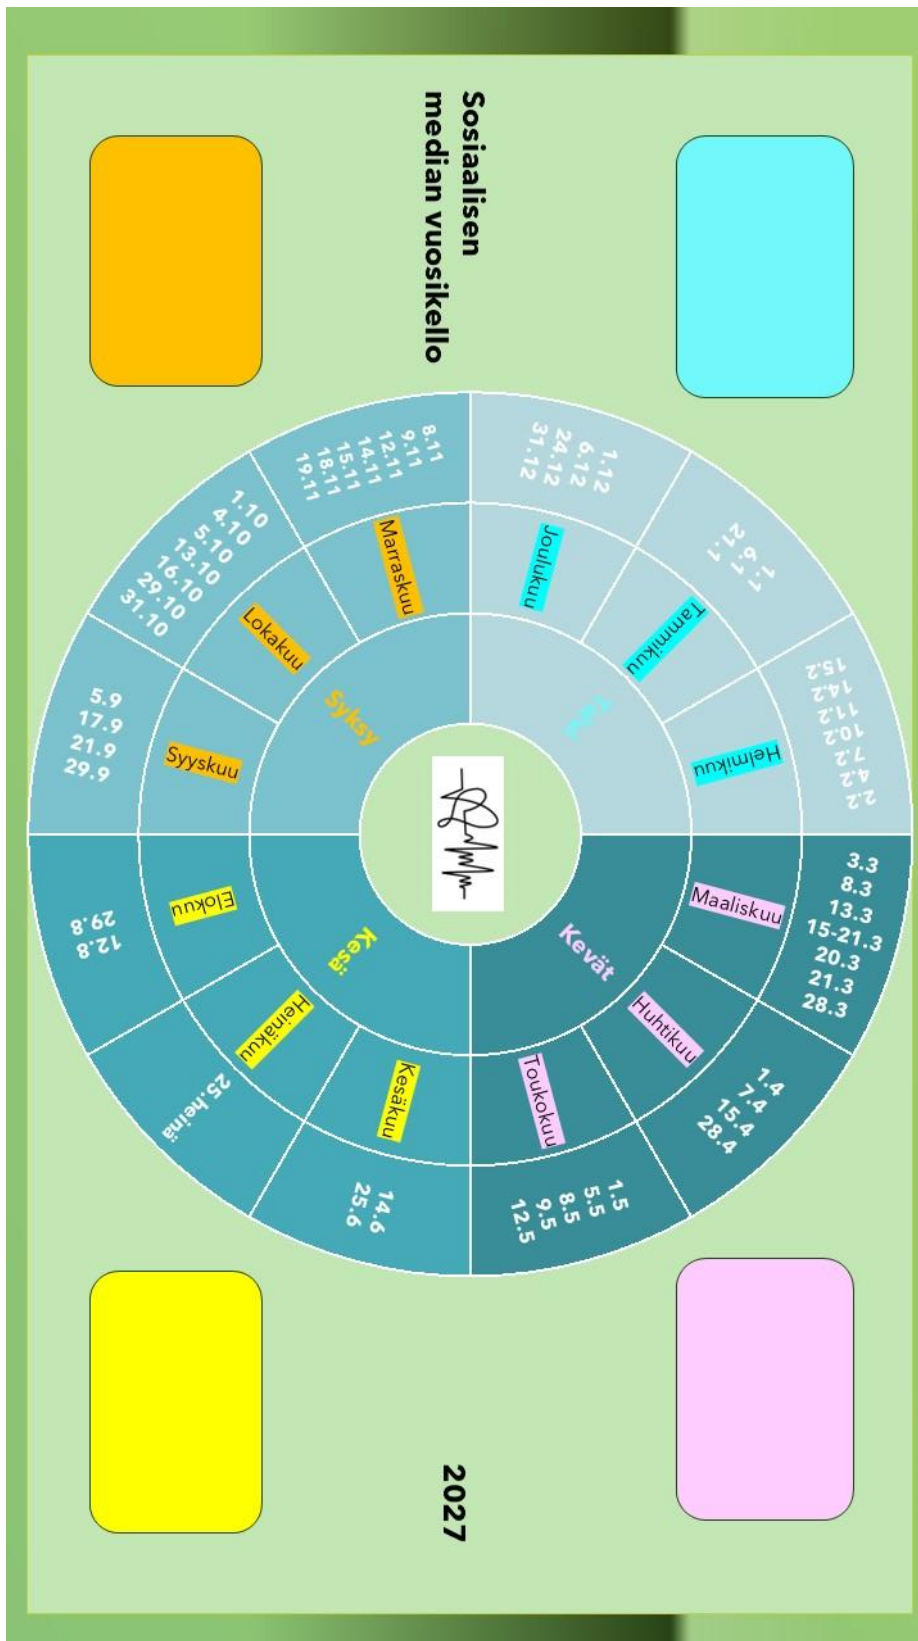 Sosiaalisen
median vuosikello
2027
Talvi
Joulukuu
1.12
6.12
24.12
31.12
Tammikuu
1.1
6.1
21.1
Helmikuu
2.2
4.2
7.2
10.2
11.2
14.2
15.2
Kevät
Maaliskuu
3.3
8.3
13.3
15-21.3
20.3
21.3
28.3
Huhtikuu
1.4
7.4
15.4
28.4
Toukokuu
1.5
5.5
8.5
9.5
12.5
Kesä
Kesäkuu
14.6
25.6
Heinäkuu
25.heinä
Elokuu
12.8
29.8
Syksy
Syyskuu
5.9
17.9
21.9
29.9
Lokakuu
1.10
4.10
5.10
13.10
16.10
29.10
31.10
Marraskuu
8.11
9.11
12.11
14.11
15.11
18.11
19.11